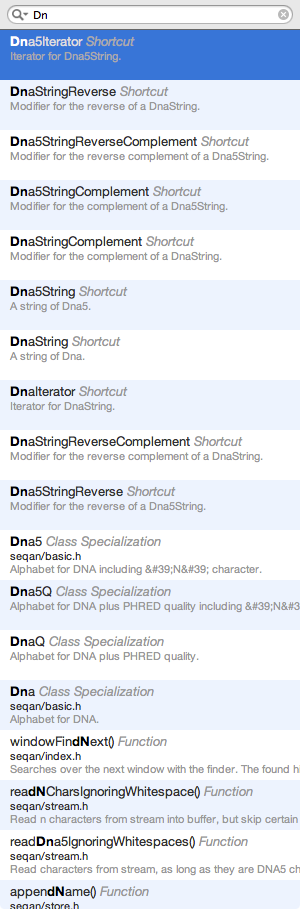 Dn
Dna5Iterator Shortcut
Iterator for Dna5String.
DnaStringReverse Shortcut
Modifier for the reverse of a DnaString.
Dna5StringReverseComplement Shortcut
Modifier for the reverse complement of a Dna5String.
Dna5StringComplement Shortcut
Modifier for the complement of a Dna5String.
DnaStringComplement Shortcut
Modifier for the complement of a DnaString.
Dna5String Shortcut
A string of Dna5.
DnaString Shortcut
A string of Dna.
DnaIterator Shortcut
Iterator for DnaString.
DnaStringReverseComplement Shortcut
Modifier for the reverse complement of a DnaString.
Dna5StringReverse Shortcut
Modifier for the reverse of a Dna5String.
Dna5 Class Specialization
seqan/basic.h
Alphabet for DNA including &#39;N&#39; character.
Dna5Q Class Specialization
Alphabet for DNA plus PHRED quality including &#39;N&#3
DnaQ Class Specialization
Alphabet for DNA plus PHRED quality.
Dna Class Specialization
seqan/basic.h
Alphabet for DNA.
windowFindNext() Function
seqan/index.h
Searches over the next window with the finder. The found hi
readNCharsIgnoringWhitespace() Function
seqan/stream.h
Read n characters from stream into buffer, but skip certain
readDna5IgnoringWhitespaces() Function
seqan/stream.h
Read characters from stream, as long as they are DNA5 ch
appendName() Function
seqan/store.h